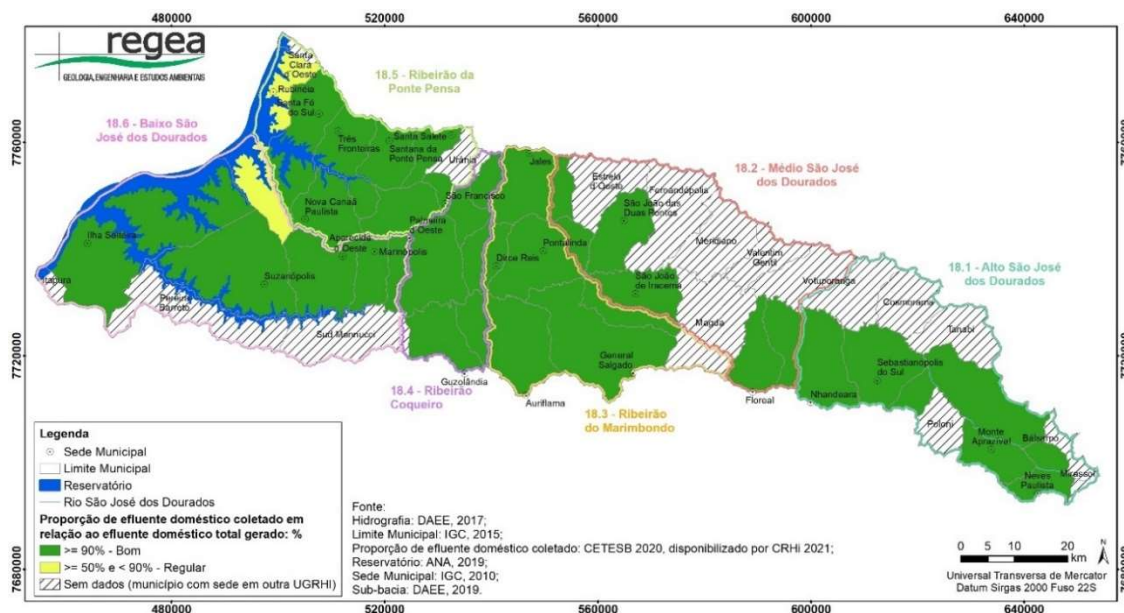 480000 520000 560000 600000 640000
regea
GEOLOGIA, ENGENHARIA E ESTUDOS AMBIENTAIS
Santa
Clara
d'Oeste
18.5 - Ribeirão da
Ponte Pensa
Rubinéia
Santa Fé
do Sul
18.6 - Baixo São
José dos Dourados
Três
Fronteiras
Santa Salete
Santana da
Ponte Pensa
Urânia
Jales
7760000
7760000
Estrela
d'Oeste
Fernandópolis
18.2 - Médio São José
dos Dourados
São Francisco
Nova Canaã
Paulista
São João das
Duas Pontes
Palmeira
d'Oeste
Meridiano
Ilha Solteira
Aparecida
d'Oeste
Marinópolis
Pontalinda
Dirce Reis
Valentim
Gentil
Votuporanga
18.1 - Alto São José
dos Dourados
Itapura
Suzanápolis
São João
de Iracema
Cosmorama
Pereira
Barreto
Sud Mennucci
Magda
Tanabi
7720000
7720000
General
Salgado
Sebastianópolis
do Sul
Guzolândia
18.4 - Ribeirão
Coqueiro
Auriflama
18.3 - Ribeirão
do Marimbondo
Floreal
Nhandeara
Poloni
Monte
Aprazível
Bálsamo
Neves
Paulista
Mirassol
Legenda
Sede Municipal
Limite Municipal
Reservatório
Rio São José dos Dourados
Proporção de efluente doméstico coletado em
relação ao efluente doméstico total gerado: %
>= 90% - Bom
>= 50% e < 90% - Regular
Sem dados (município com sede em outra UGRHI)
Fonte:
Hidrografia: DAEE, 2017;
Limite Municipal: IGC, 2015;
Proporção de efluente doméstico coletado: CETESB 2020, disponibilizado por CRHi 2021;
Reservatório: ANA, 2019;
Sede Municipal: IGC, 2010;
Sub-bacia: DAEE, 2019.
0 5 10 20
km
N
Universal Transversa de Mercator
Datum Sirgas 2000 Fuso 22S
7680000
7680000
480000 520000 560000 600000 640000